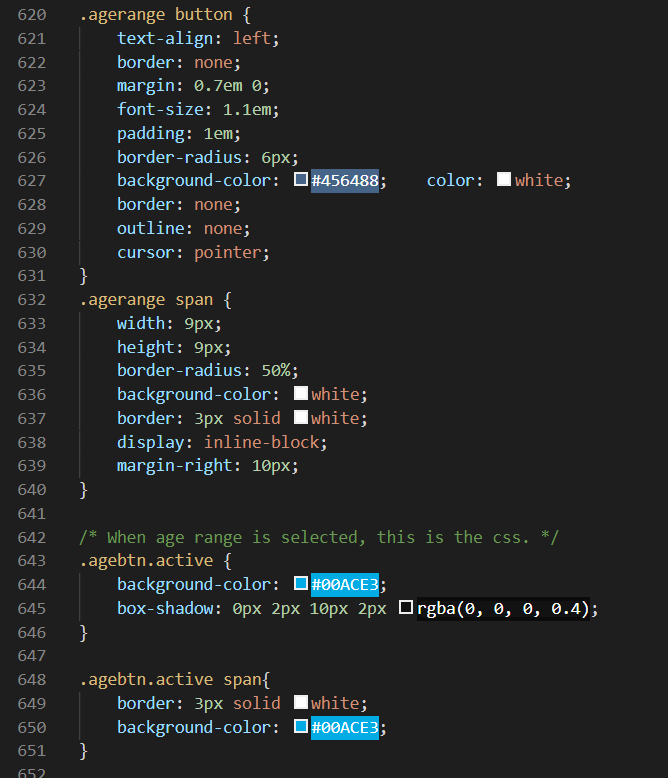 620 .agerange button {
621     text-align: left;
622     border: none;
623     margin: 0.7em 0;
624     font-size: 1.1em;
625     padding: 1em;
626     border-radius: 6px;
627     background-color: #456488;    color: white;
628     border: none;
629     outline: none;
630     cursor: pointer;
631 }
632 .agerange span {
633     width: 9px;
634     height: 9px;
635     border-radius: 50%;
636     background-color: white;
637     border: 3px solid white;
638     display: inline-block;
639     margin-right: 10px;
640 }
641
642 /* When age range is selected, this is the css. */
643 .agebtn.active {
644     background-color: #00ACE3;
645     box-shadow: 0px 2px 10px 2px rgba(0, 0, 0, 0.4);
646 }
647
648 .agebtn.active span{
649     border: 3px solid white;
650     background-color: #00ACE3;
651 }
652